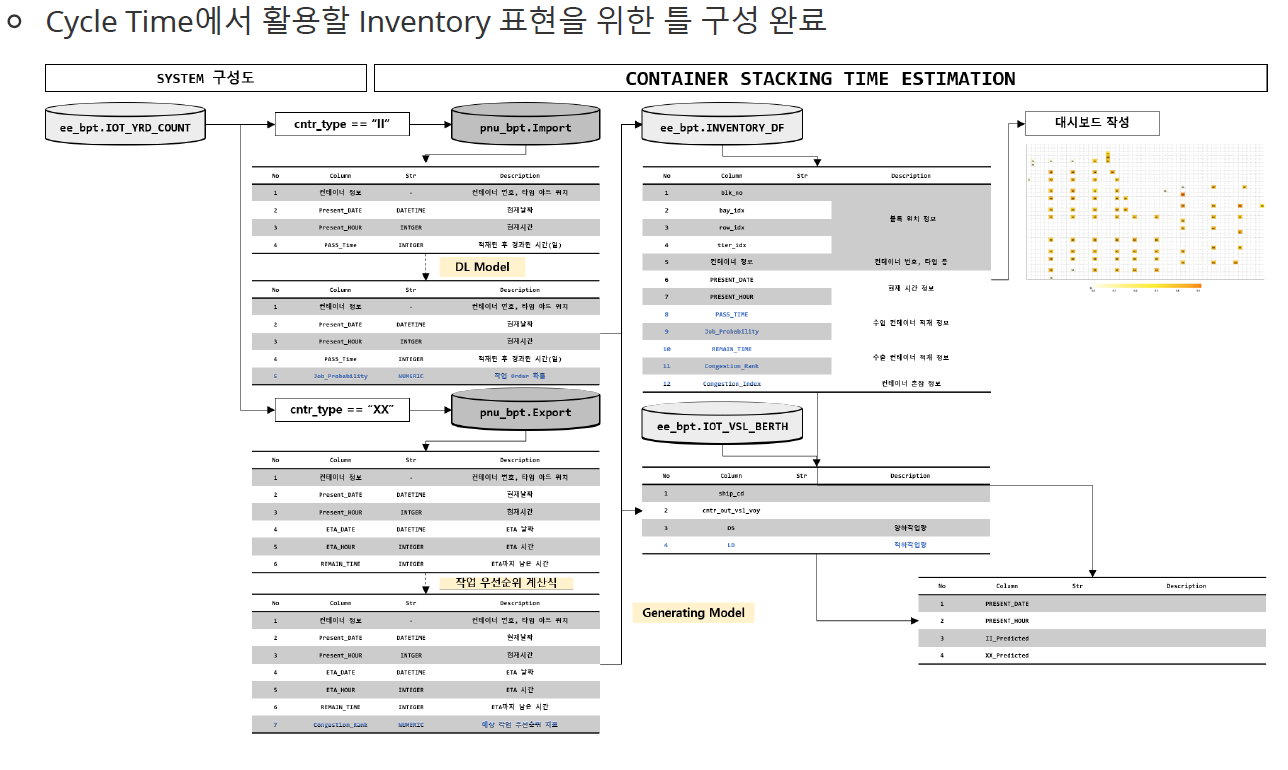 Cycle Time에서 활용할 Inventory 표현을 위한 틀 구성 완료
SYSTEM 구성도
CONTAINER STACKING TIME ESTIMATION
ee_bpt.IOT_YRD_COUNT
cntr_type == “II”
pnu_bpt.Import
No Column Str Description
1 컨테이너 정보 - 컨테이너 번호, 타입 야드 위치
2 Present_DATE DATETIME 현재날짜
3 Present_HOUR INTGER 현재시간
4 PASS_Time INTEGER 적재된 후 경과된 시간(일)
DL Model
No Column Str Description
1 컨테이너 정보 - 컨테이너 번호, 타입 야드 위치
2 Present_DATE DATETIME 현재날짜
3 Present_HOUR INTGER 현재시간
4 PASS_Time INTEGER 적재된 후 경과된 시간(일)
5 Job_Probability NUMERIC 작업 Order 확률
cntr_type == “XX”
pnu_bpt.Export
No Column Str Description
1 컨테이너 정보 - 컨테이너 번호, 타입 야드 위치
2 Present_DATE DATETIME 현재날짜
3 Present_HOUR INTGER 현재시간
4 ETA_DATE DATETIME ETA 날짜
5 ETA_HOUR INTEGER ETA 시간
6 REMAIN_TIME INTEGER ETA까지 남은 시간
작업 우선순위 계산식
No Column Str Description
1 컨테이너 정보 - 컨테이너 번호, 타입 야드 위치
2 Present_DATE DATETIME 현재날짜
3 Present_HOUR INTGER 현재시간
4 ETA_DATE DATETIME ETA 날짜
5 ETA_HOUR INTEGER ETA 시간
6 REMAIN_TIME INTEGER ETA까지 남은 시간
7 Congestion_Rank NUMERIC 예상 작업 우선순위 지표
ee_bpt.INVENTORY_DF
No Column Str Description
1 blk_no
2 bay_idx
블록 위치 정보
3 row_idx
4 tier_idx
5 컨테이너 정보 컨테이너 번호, 타입 등
6 PRESENT_DATE
현재 시간 정보
7 PRESENT_HOUR
8 PASS_TIME
수입 컨테이너 적재 정보
9 Job_Probability
10 REMAIN_TIME
수출 컨테이너 적재 정보
11 Congestion_Rank
12 Congestion_Index 컨테이너 혼잡 정보
ee_bpt.IOT_VSL_BERTH
No Column Str Description
1 ship_cd
2 cntr_out_vsl_voy
3 DS 양하작업량
4 LD 적하작업량
Generating Model
대시보드 작성
No Column Str Description
1 PRESENT_DATE
2 PRESENT_HOUR
3 II_Predicted
4 XX_Predicted